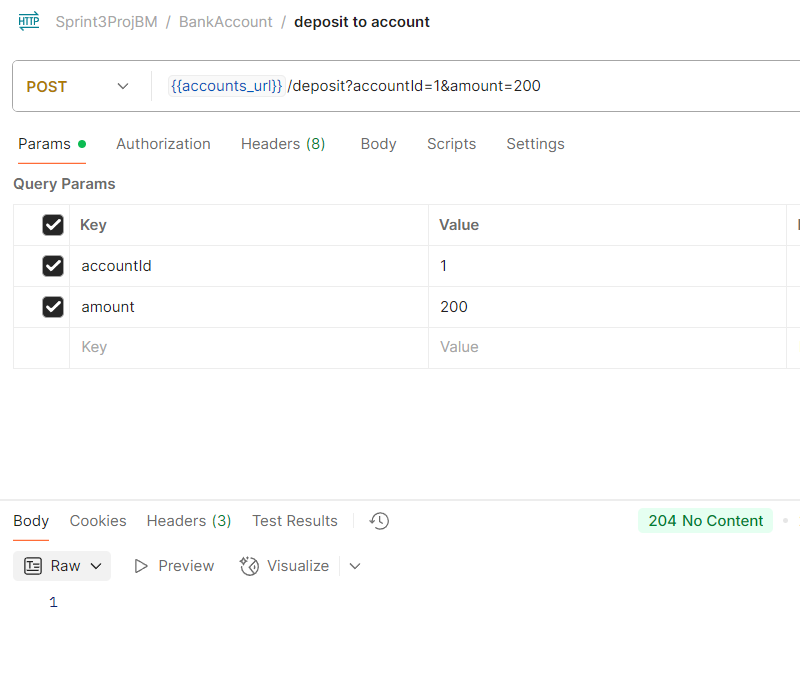 HTTP Sprint3ProjBM / BankAccount / deposit to account
POST {{accounts_url}}/deposit?accountId=1&amount=200
Params Authorization Headers (8) Body Scripts Settings
Query Params
Key Value
accountId 1
amount 200
Key Value
Body Cookies Headers (3) Test Results 204 No Content
Raw Preview Visualize
1